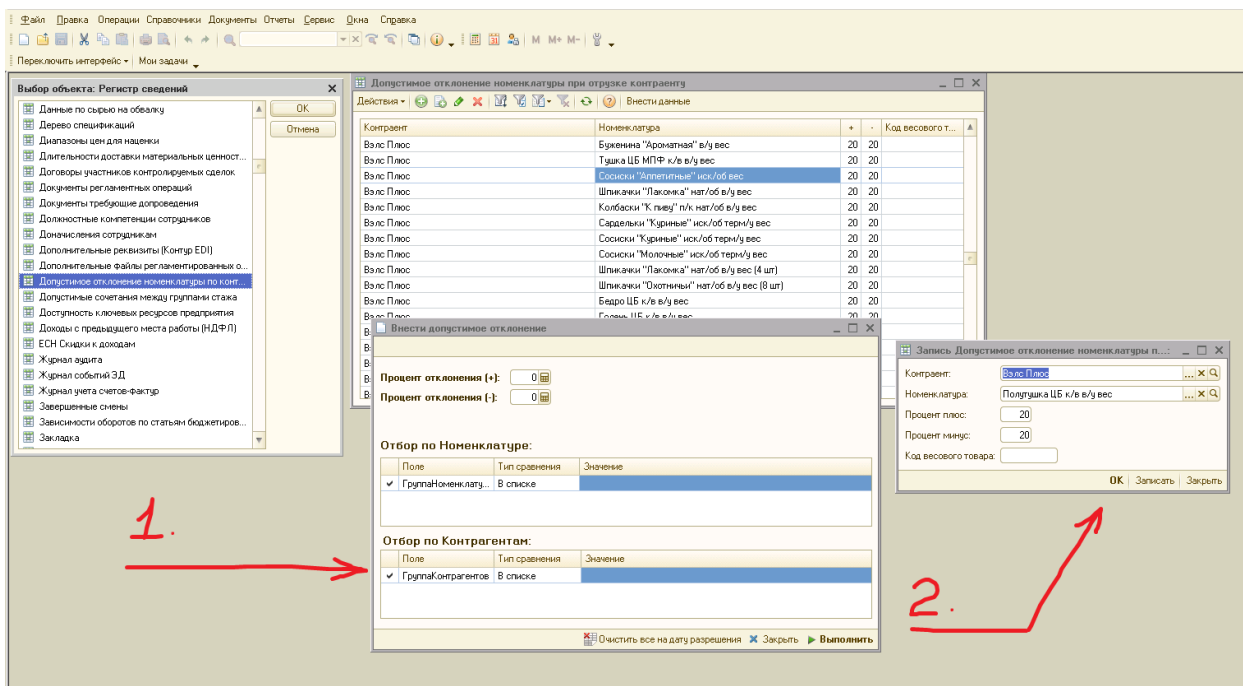 Файл Правка Операции Справочники Документы Отчеты Сервис Окна Справка
M M+ M-
Переключить интерфейс Мои задачи
Выбор объекта: Регистр сведений
Данные по сырью на обвалку
Дерево спецификаций
Диапазоны цен для наценки
Длительности доставки материальных ценност...
Договоры участников контролируемых сделок
Документы регламентных операций
Документы требующие допроведения
Должностные компетенции сотрудников
Доначисления сотрудникам
Дополнительные реквизиты (Контур EDI)
Дополнительные файлы регламентированных о...
Допустимое отклонение номенклатуры по конт...
Допустимые сочетания между группами стажа
Доступность ключевых ресурсов предприятия
Доходы с предыдущего места работы (НДФЛ)
ЕСН Скидки к доходам
Журнал аудита
Журнал событий ЭД
Журнал учета счетов-фактур
Завершенные смены
Зависимости оборотов по статьям бюджетиров...
Закладка
OK
Отмена
Допустимое отклонение номенклатуры при отрузке контраенту
Действия Внести данные
Контраент Номенклатура + - Код весового т...
Вэлс Плюс Буженина "Ароматная" в/у вес 20 20
Вэлс Плюс Тушка ЦБ МПФ к/в в/у вес 20 20
Вэлс Плюс Сосиски "Аппетитные" иск/об вес 20 20
Вэлс Плюс Шпикачки "Лакомка" нат/об в/у вес 20 20
Вэлс Плюс Колбаски "К пиву" п/к нат/об в/у вес 20 20
Вэлс Плюс Сардельки "Куриные" иск/об терм/у вес 20 20
Вэлс Плюс Сосиски "Куриные" иск/об терм/у вес 20 20
Вэлс Плюс Сосиски "Молочные" иск/об терм/у вес 20 20
Вэлс Плюс Шпикачки "Лакомка" нат/об в/у вес (4 шт) 20 20
Вэлс Плюс Шпикачки "Охотничьи" нат/об в/у вес (8 шт) 20 20
Вэлс Плюс Бедро ЦБ к/в в/у вес 20 20
Вэлс Плюс Голень ЦБ к/в в/у вес 20 20
Внести допустимое отклонение
Процент отклонения (+): 0
Процент отклонения (-): 0
Отбор по Номенклатуре:
Поле Тип сравнения Значение
ГруппаНоменклату... В списке
Отбор по Контрагентам:
Поле Тип сравнения Значение
ГруппаКонтрагентов В списке
Очистить все на дату разрешения Закрыть Выполнить
Запись Допустимое отклонение номенклатуры п...:
Контраент: Вэлс Плюс
Номенклатура: Полутушка ЦБ к/в в/у вес
Процент плюс: 20
Процент минус: 20
Код весового товара:
OK Записать Закрыть
1.
2.